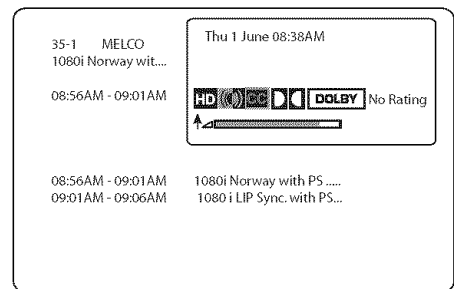 35-1 MELCO
1080i Norway wit....
08:56AM - 09:01AM
Thu 1 June 08:38AM
HD CC DOLBY No Rating
08:56AM - 09:01AM 1080i Norway with PS .....
09:01AM - 09:06AM 1080 i LIP Sync. with PS...